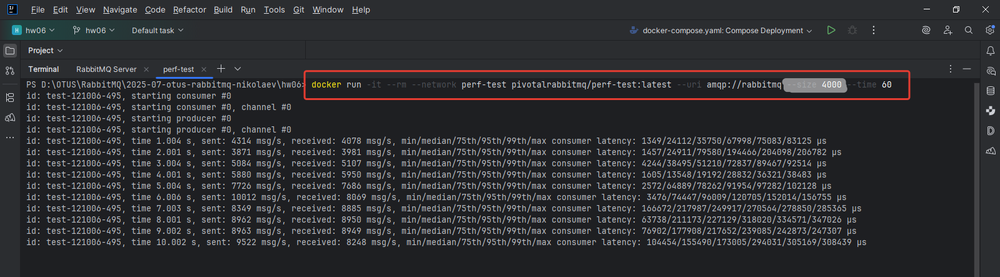 File Edit View Navigate Code Refactor Build Run Tools Git Window Help
H hw06 hw06 Default task docker-compose.yaml: Compose Deployment
Project
Terminal RabbitMQ Server perf-test
PS D:\OTUS\RabbitMQ\2025-07-otus-rabbitmq-nikolaev\hw06> docker run -it --rm --network perf-test pivotalrabbitmq/perf-test:latest --uri amqp://rabbitmq --size 4000 --time 60
id: test-121006-495, starting consumer #0
id: test-121006-495, starting consumer #0, channel #0
id: test-121006-495, starting producer #0
id: test-121006-495, starting producer #0, channel #0
id: test-121006-495, time 1.004 s, sent: 4314 msg/s, received: 4078 msg/s, min/median/75th/95th/99th/max consumer latency: 1349/24112/35750/67998/75083/83125 µs
id: test-121006-495, time 2.001 s, sent: 3871 msg/s, received: 3981 msg/s, min/median/75th/95th/99th/max consumer latency: 1457/24911/79580/194466/204098/206782 µs
id: test-121006-495, time 3.004 s, sent: 5084 msg/s, received: 5107 msg/s, min/median/75th/95th/99th/max consumer latency: 4244/38495/51210/72837/89467/92514 µs
id: test-121006-495, time 4.001 s, sent: 5880 msg/s, received: 5950 msg/s, min/median/75th/95th/99th/max consumer latency: 1605/13548/19192/28832/36321/38483 µs
id: test-121006-495, time 5.004 s, sent: 7726 msg/s, received: 7686 msg/s, min/median/75th/95th/99th/max consumer latency: 2572/64889/78262/91954/97282/102128 µs
id: test-121006-495, time 6.006 s, sent: 10012 msg/s, received: 8069 msg/s, min/median/75th/95th/99th/max consumer latency: 3476/74447/96009/120705/152014/156755 µs
id: test-121006-495, time 7.003 s, sent: 8349 msg/s, received: 8885 msg/s, min/median/75th/95th/99th/max consumer latency: 166672/217987/249917/270564/278850/285365 µs
id: test-121006-495, time 8.001 s, sent: 8962 msg/s, received: 8950 msg/s, min/median/75th/95th/99th/max consumer latency: 63738/211173/227129/318020/334571/347026 µs
id: test-121006-495, time 9.002 s, sent: 8963 msg/s, received: 8949 msg/s, min/median/75th/95th/99th/max consumer latency: 76902/177908/217652/239085/242873/247307 µs
id: test-121006-495, time 10.002 s, sent: 9522 msg/s, received: 8248 msg/s, min/median/75th/95th/99th/max consumer latency: 104454/155490/173005/294031/305169/308439 µs